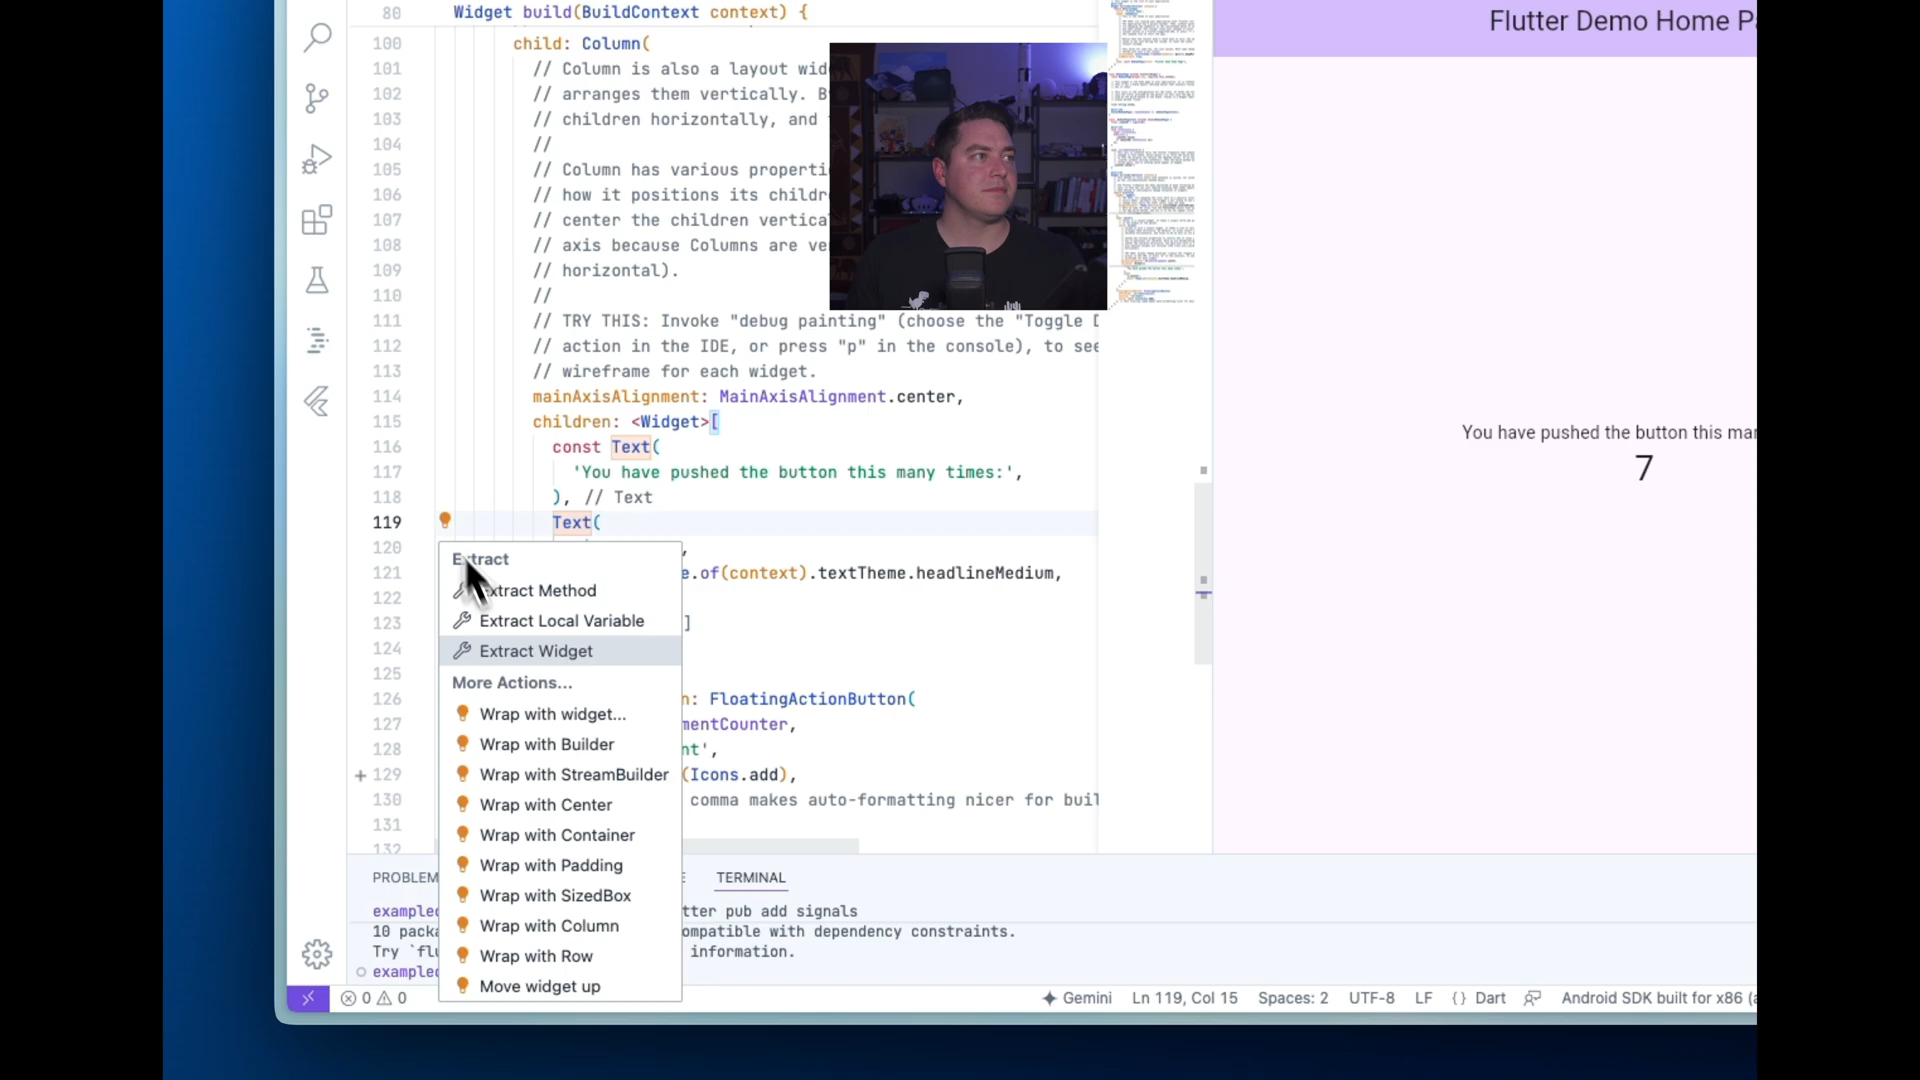 80 Widget build(BuildContext context) {
100 child: Column(
101 // Column is also a layout wid
102 // arranges them vertically. B
103 // children horizontally, and
104 //
105 // Column has various properti
106 // how it positions its childr
107 // center the children vertica
108 // axis because Columns are ve
109 // horizontal).
110 //
111 // TRY THIS: Invoke "debug painting" (choose the "Toggle D
112 // action in the IDE, or press "p" in the console), to see
113 // wireframe for each widget.
114 mainAxisAlignment: MainAxisAlignment.center,
115 children: <Widget>[
116 const Text(
117 'You have pushed the button this many times:',
118 ), // Text
119 Text(
120 ,
121 e.of(context).textTheme.headlineMedium,
122
123 ]
124
125
126 n: FloatingActionButton(
127 mentCounter,
128 nt',
129 (Icons.add),
130 comma makes auto-formatting nicer for buil
131
132
Extract
Extract Method
Extract Local Variable
Extract Widget
More Actions...
Wrap with widget...
Wrap with Builder
Wrap with StreamBuilder
Wrap with Center
Wrap with Container
Wrap with Padding
Wrap with SizedBox
Wrap with Column
Wrap with Row
Move widget up
PROBLEM E TERMINAL
example tter pub add signals
10 packa ompatible with dependency constraints.
Try `flu information.
example
0 0 Gemini Ln 119, Col 15 Spaces: 2 UTF-8 LF {} Dart Android SDK built for x86 (a
Flutter Demo Home P
You have pushed the button this man
7